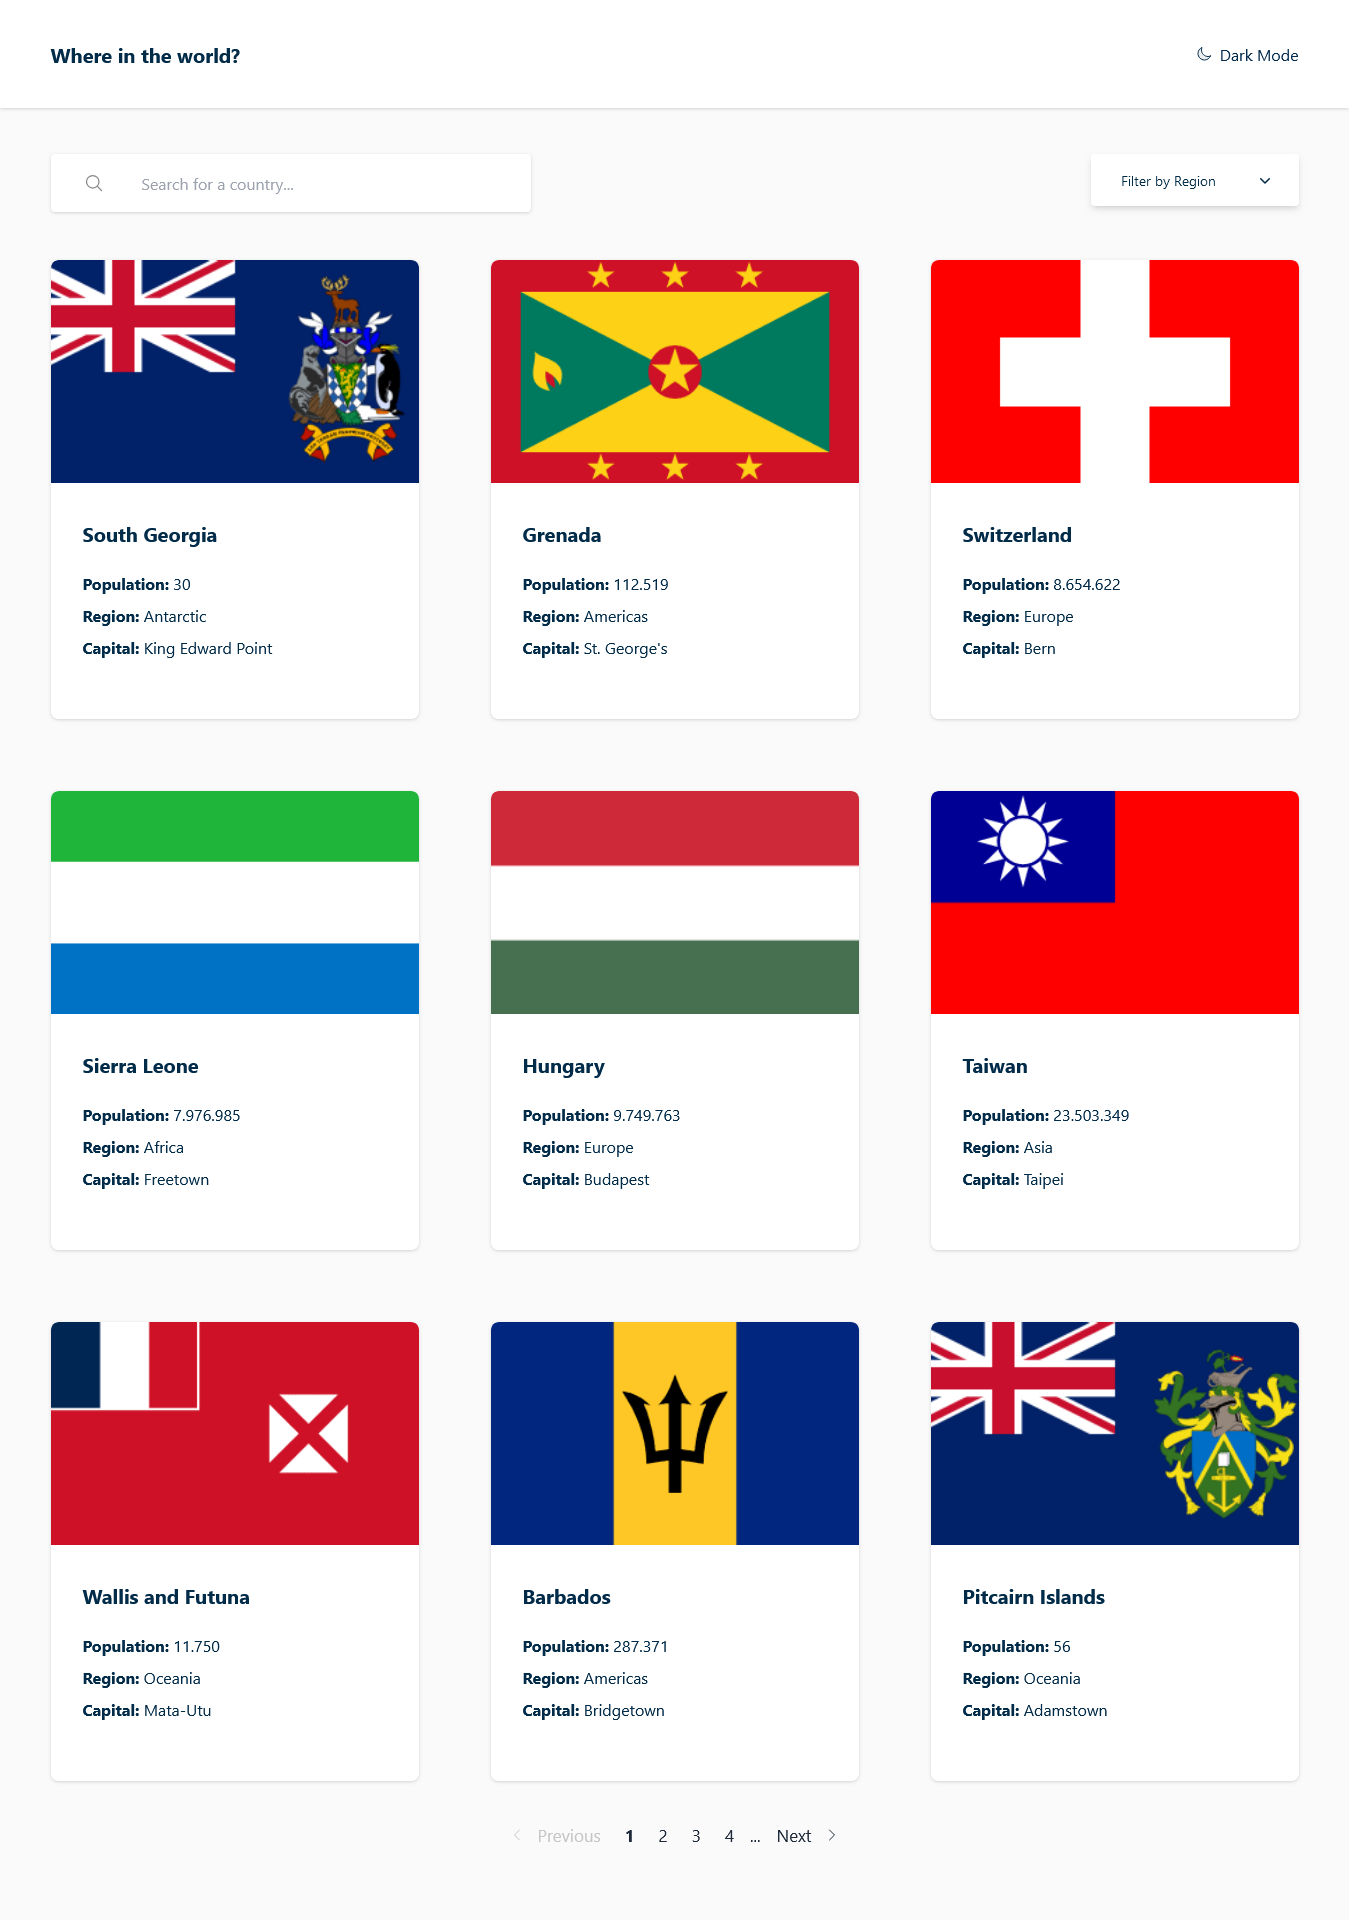 Where in the world?
Dark Mode
Search for a country...
Filter by Region
South Georgia
Population: 30
Region: Antarctic
Capital: King Edward Point
Grenada
Population: 112.519
Region: Americas
Capital: St. George's
Switzerland
Population: 8.654.622
Region: Europe
Capital: Bern
Sierra Leone
Population: 7.976.985
Region: Africa
Capital: Freetown
Hungary
Population: 9.749.763
Region: Europe
Capital: Budapest
Taiwan
Population: 23.503.349
Region: Asia
Capital: Taipei
Wallis and Futuna
Population: 11.750
Region: Oceania
Capital: Mata-Utu
Barbados
Population: 287.371
Region: Americas
Capital: Bridgetown
Pitcairn Islands
Population: 56
Region: Oceania
Capital: Adamstown
Previous 1 2 3 4 ... Next